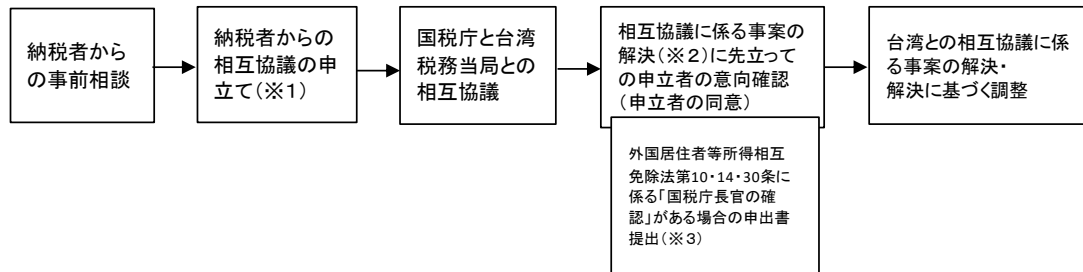 納税者から
の事前相談
納税者からの
相互協議の申
立て(※1)
国税庁と台湾
税務当局との
相互協議
相互協議に係る事案の
解決(※2)に先立って
の申立者の意向確認
(申立者の同意)
外国居住者等所得相互
免除法第10・14・30条に
係る「国税庁長官の確
認」がある場合の申出書
提出(※3)
台湾との相互協議に係
る事案の解決・
解決に基づく調整